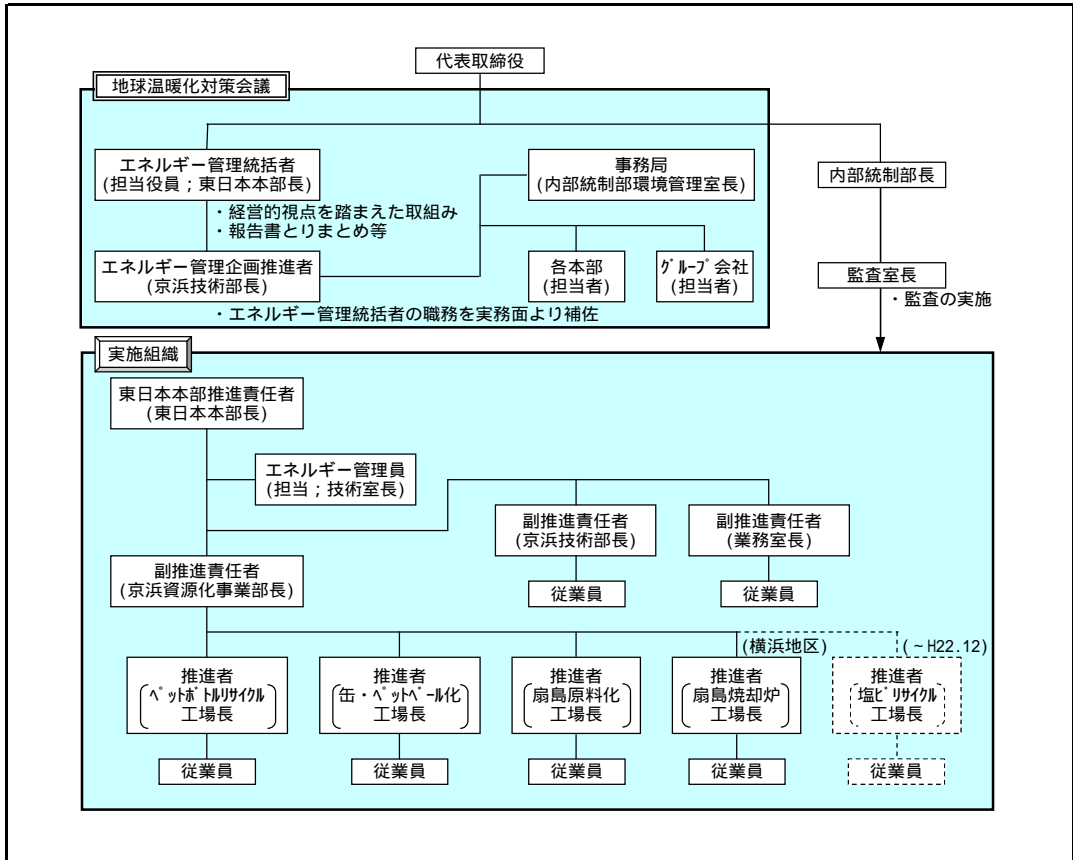 代表取締役
地球温暖化対策会議
エネルギー管理統括者
(担当役員;東日本本部長)
・経営的視点を踏まえた取組み
・報告書とりまとめ等
事務局
(内部統制部環境管理室長)
内部統制部長
エネルギー管理企画推進者
(京浜技術部長)
各本部
(担当者)
グループ会社
(担当者)
監査室長
・監査の実施
・エネルギー管理統括者の職務を実務面より補佐
実施組織
東日本本部推進責任者
(東日本本部長)
エネルギー管理員
(担当;技術室長)
副推進責任者
(京浜技術部長)
従業員
副推進責任者
(業務室長)
従業員
副推進責任者
(京浜資源化事業部長)
(横浜地区)
(~H22.12)
推進者
ペットボトルリサイクル
工場長
従業員
推進者
缶・ペットベール化
工場長
従業員
推進者
扇島原料化
工場長
従業員
推進者
扇島焼却炉
工場長
従業員
推進者
塩ビリサイクル
工場長
従業員